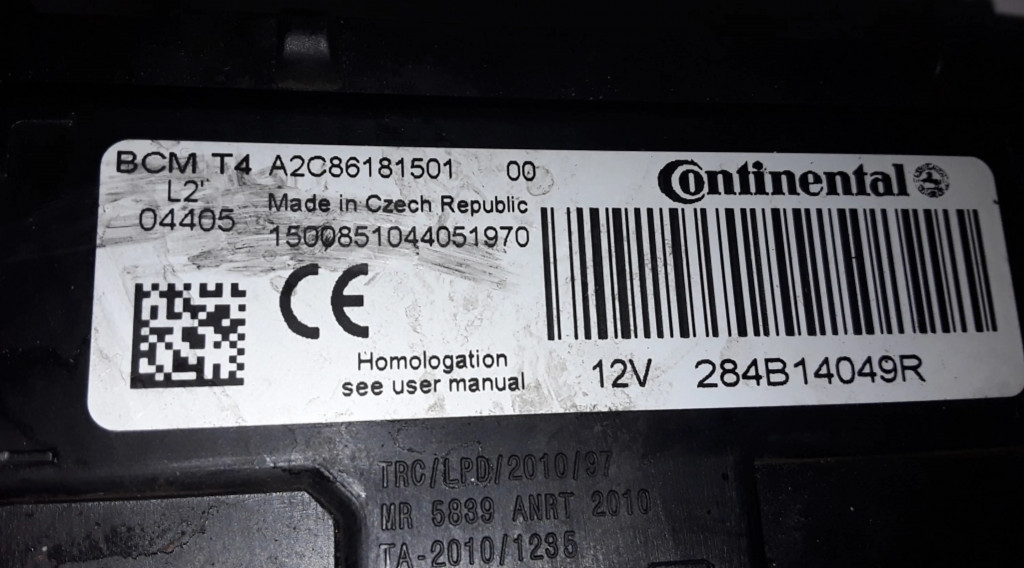 BCM T4 A2C86181501 00
L2'
04405
Made in Czech Republic
1500851044051970
Continental
CE
Homologation
see user manual
12V 284B14049R
TRC/LPD/2010/97
MR 5839 ANRT 2010
TA-2010/1235